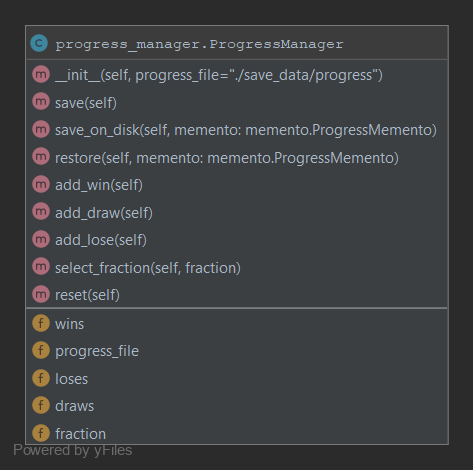 C progress_manager.ProgressManager
m __init__(self, progress_file="./save_data/progress")
m save(self)
m save_on_disk(self, memento: memento.ProgressMemento)
m restore(self, memento: memento.ProgressMemento)
m add_win(self)
m add_draw(self)
m add_lose(self)
m select_fraction(self, fraction)
m reset(self)
f wins
f progress_file
f loses
f draws
f fraction
Powered by yFiles